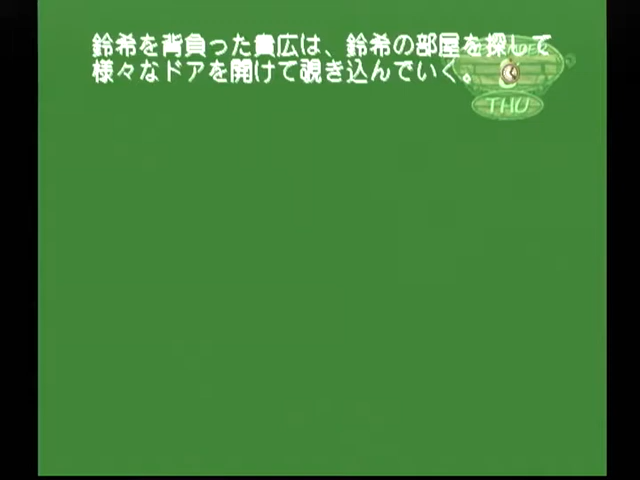 鈴希を背負った貴広は、鈴希の部屋を探して
様々なドアを開けて覗き込んでいく。
THU